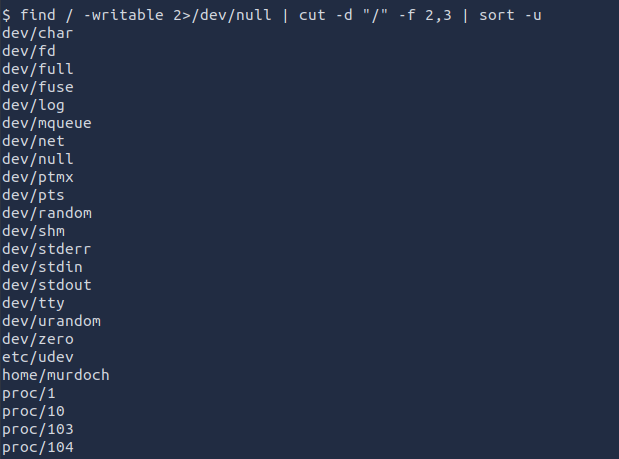 $ find / -writable 2>/dev/null | cut -d "/" -f 2,3 | sort -u
dev/char
dev/fd
dev/full
dev/fuse
dev/log
dev/mqueue
dev/net
dev/null
dev/ptmx
dev/pts
dev/random
dev/shm
dev/stderr
dev/stdin
dev/stdout
dev/tty
dev/urandom
dev/zero
etc/udev
home/murdoch
proc/1
proc/10
proc/103
proc/104